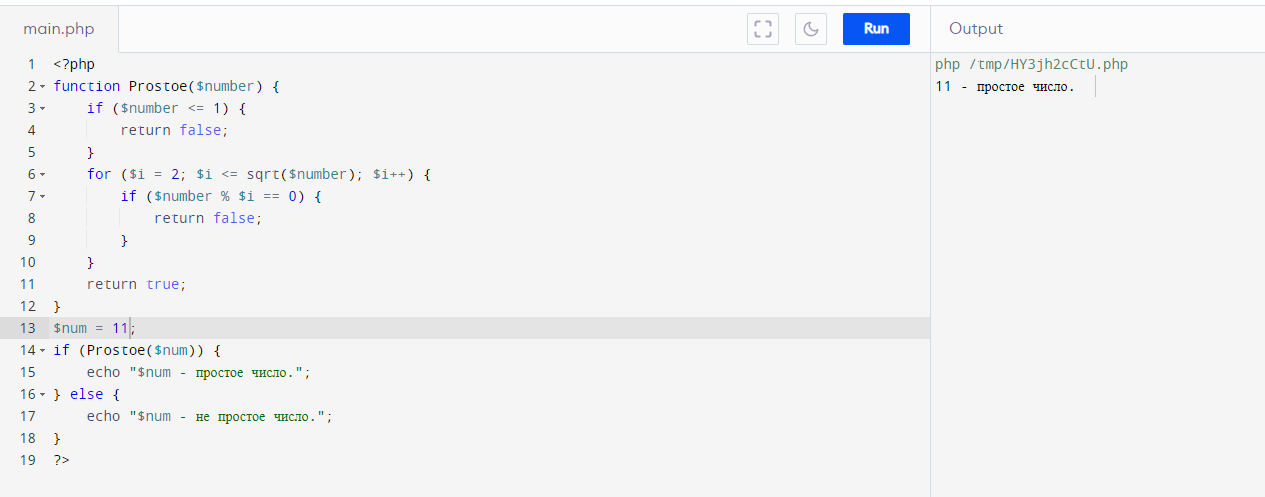 main.php
Run
Output
1 <?php
2 function Prostoe($number) {
3     if ($number <= 1) {
4         return false;
5     }
6     for ($i = 2; $i <= sqrt($number); $i++) {
7         if ($number % $i == 0) {
8             return false;
9         }
10     }
11     return true;
12 }
13 $num = 11;
14 if (Prostoe($num)) {
15     echo "$num - простое число.";
16 } else {
17     echo "$num - не простое число.";
18 }
19 ?>
php /tmp/HY3jh2cCtU.php
11 - простое число.